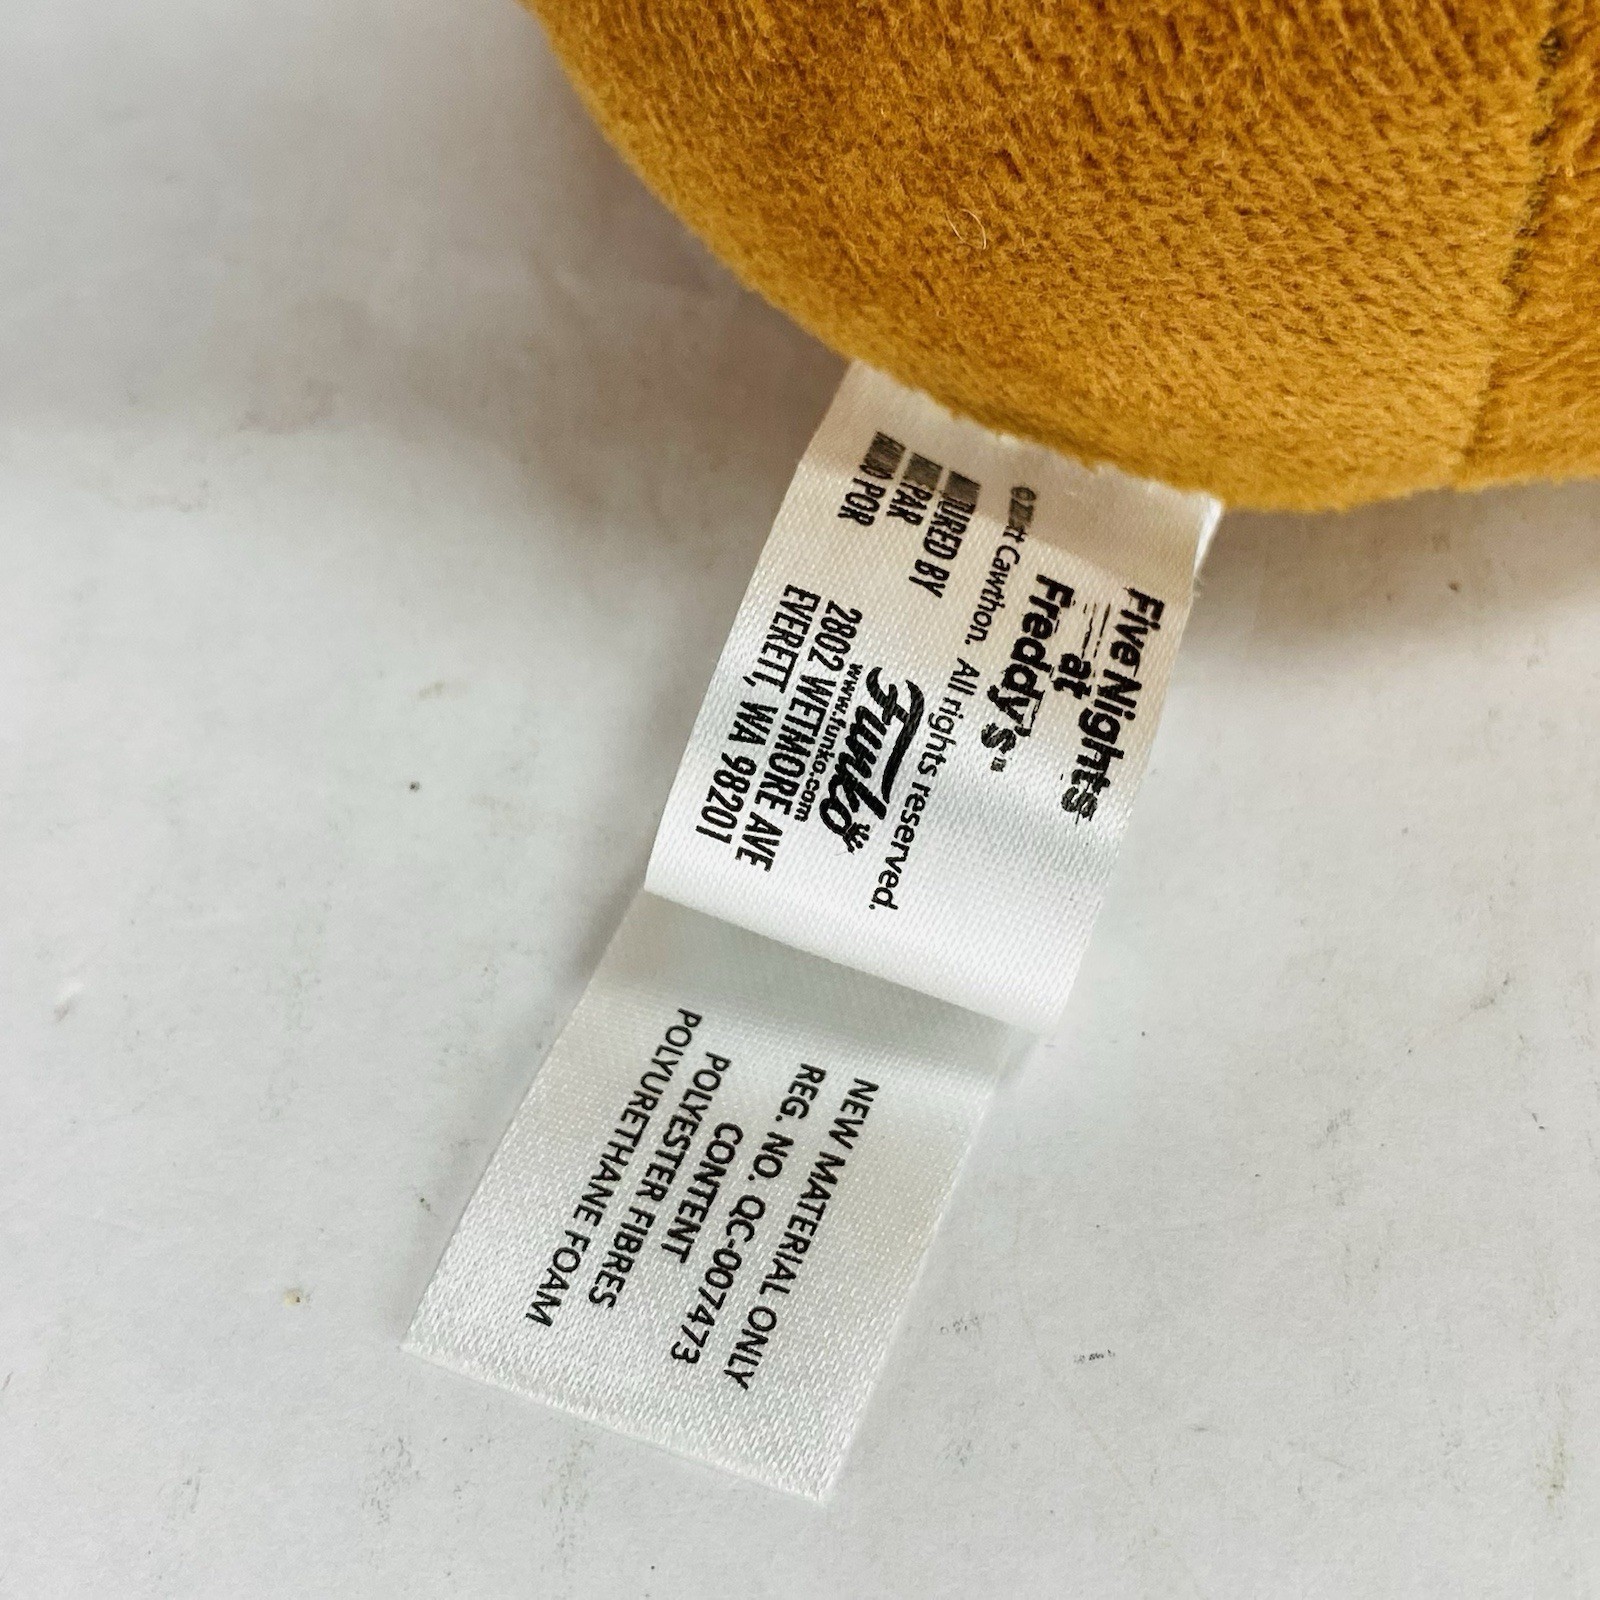 Five Nights
at
Freddy's™
Cawthon. All rights reserved.
BY
PAR
POR
Funko
www.funko.com
2802 WETMORE AVE
EVERETT, WA 98201
NEW MATERIAL ONLY
REG. NO. QC-007473
CONTENT
POLYESTER FIBRES
POLYURETHANE FOAM